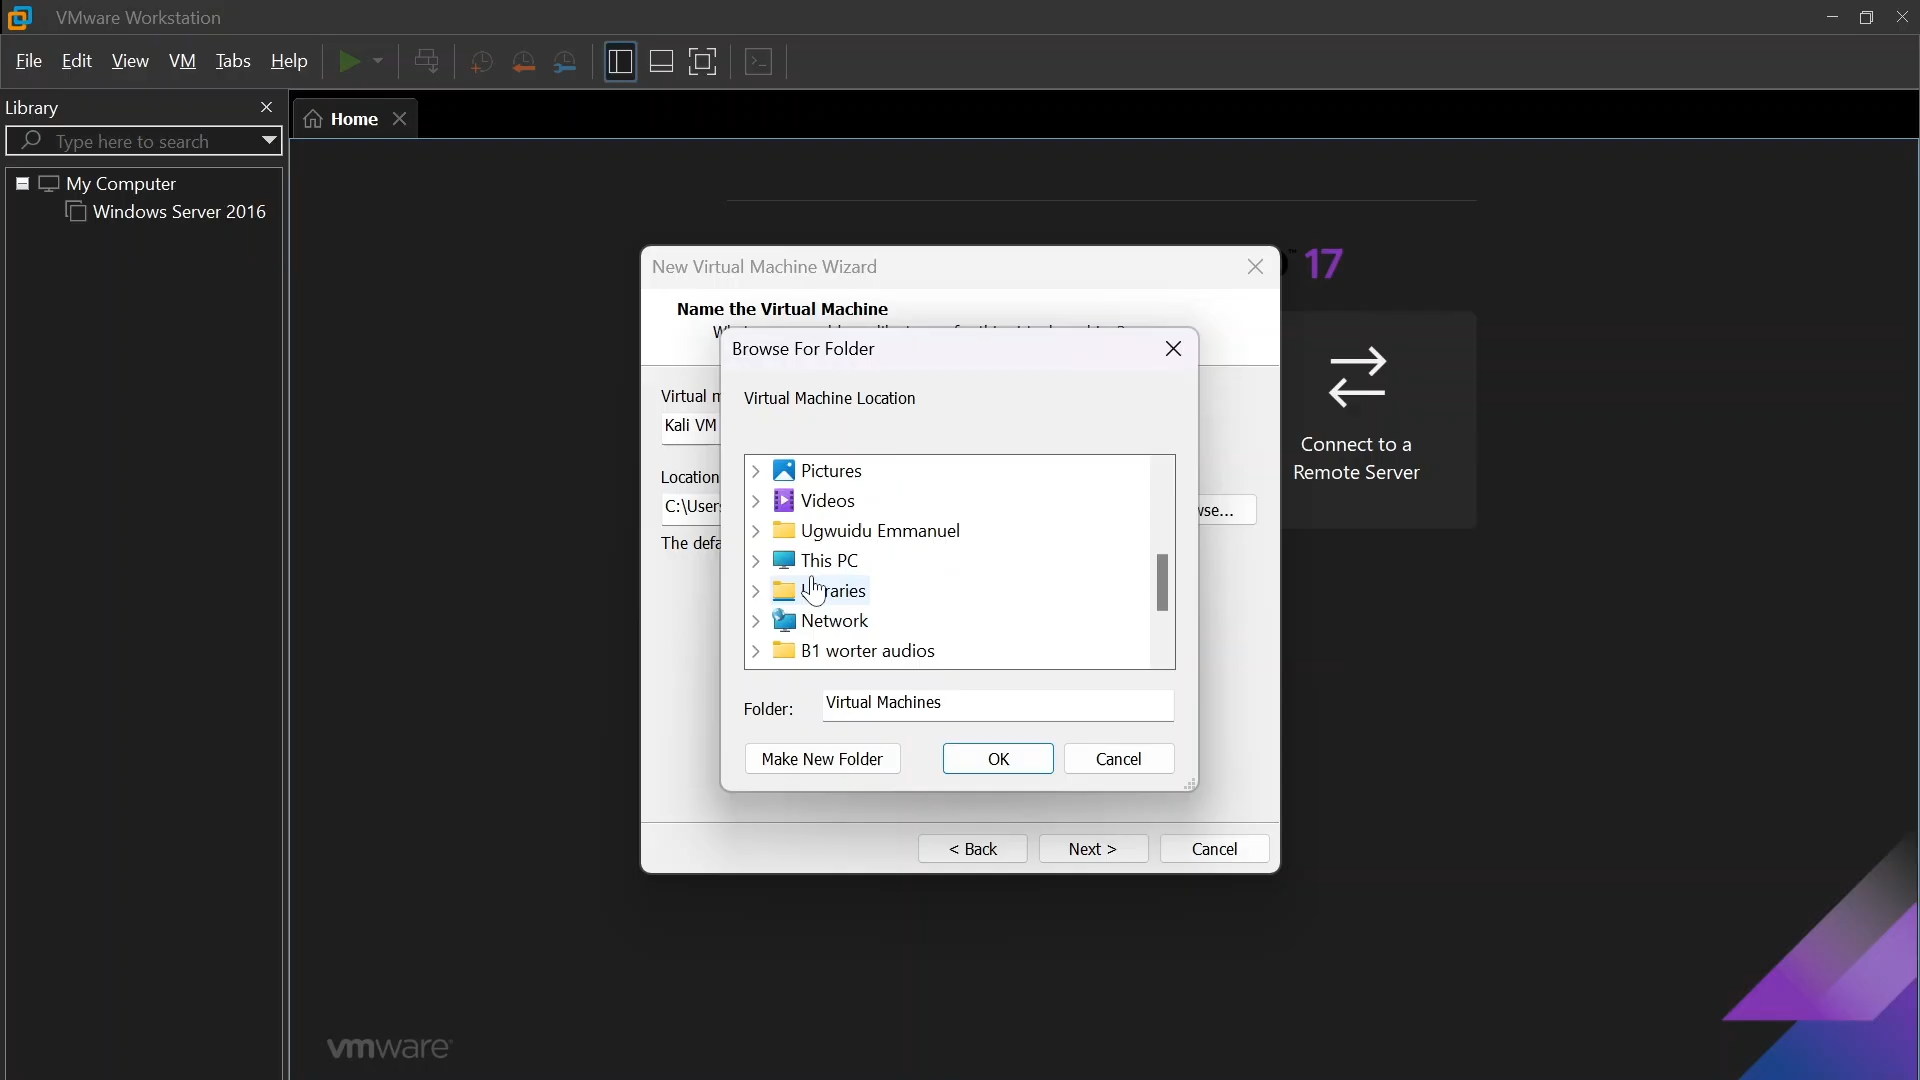 VMware Workstation
File Edit View VM Tabs Help
Library
Home
Type here to search
My Computer
Windows Server 2016
17
New Virtual Machine Wizard
Name the Virtual Machine
Browse For Folder
Virtual
Virtual Machine Location
Kali VM
Connect to a
Remote Server
Pictures
Location
Videos
C:\User
Ugwuidu Emmanuel
The
This PC
Network
B1 worter audios
Folder: Virtual Machines
Make New Folder OK Cancel
< Back Next > Cancel
vmware